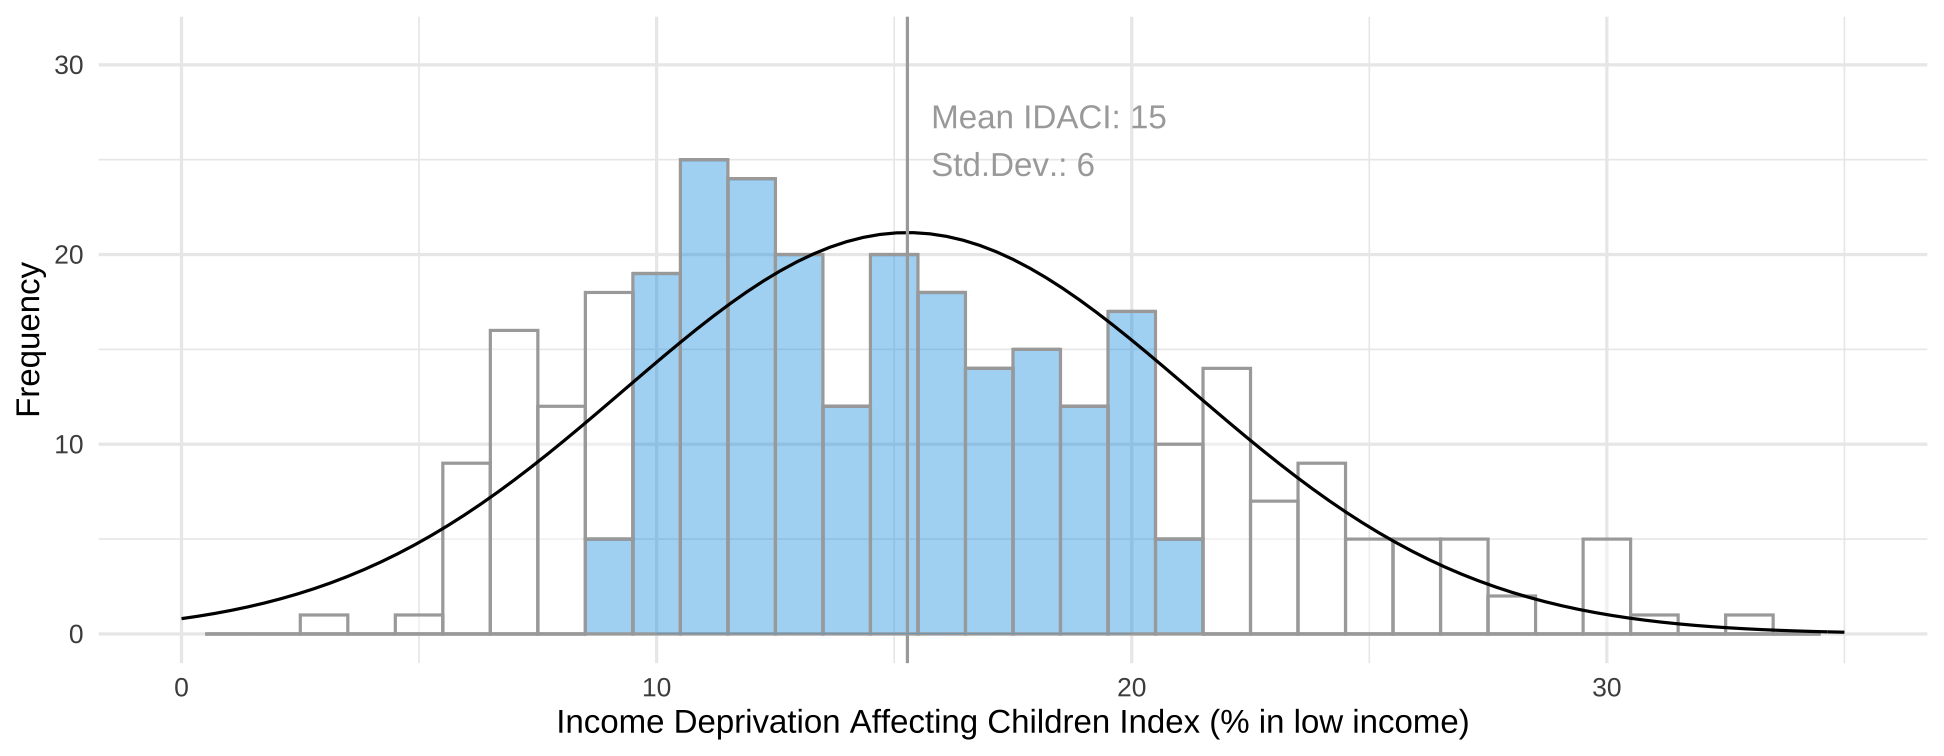 30
Mean IDACI: 15
Std.Dev.: 6
20
Frequency
10
0
0 10 20 30
Income Deprivation Affecting Children Index (% in low income)